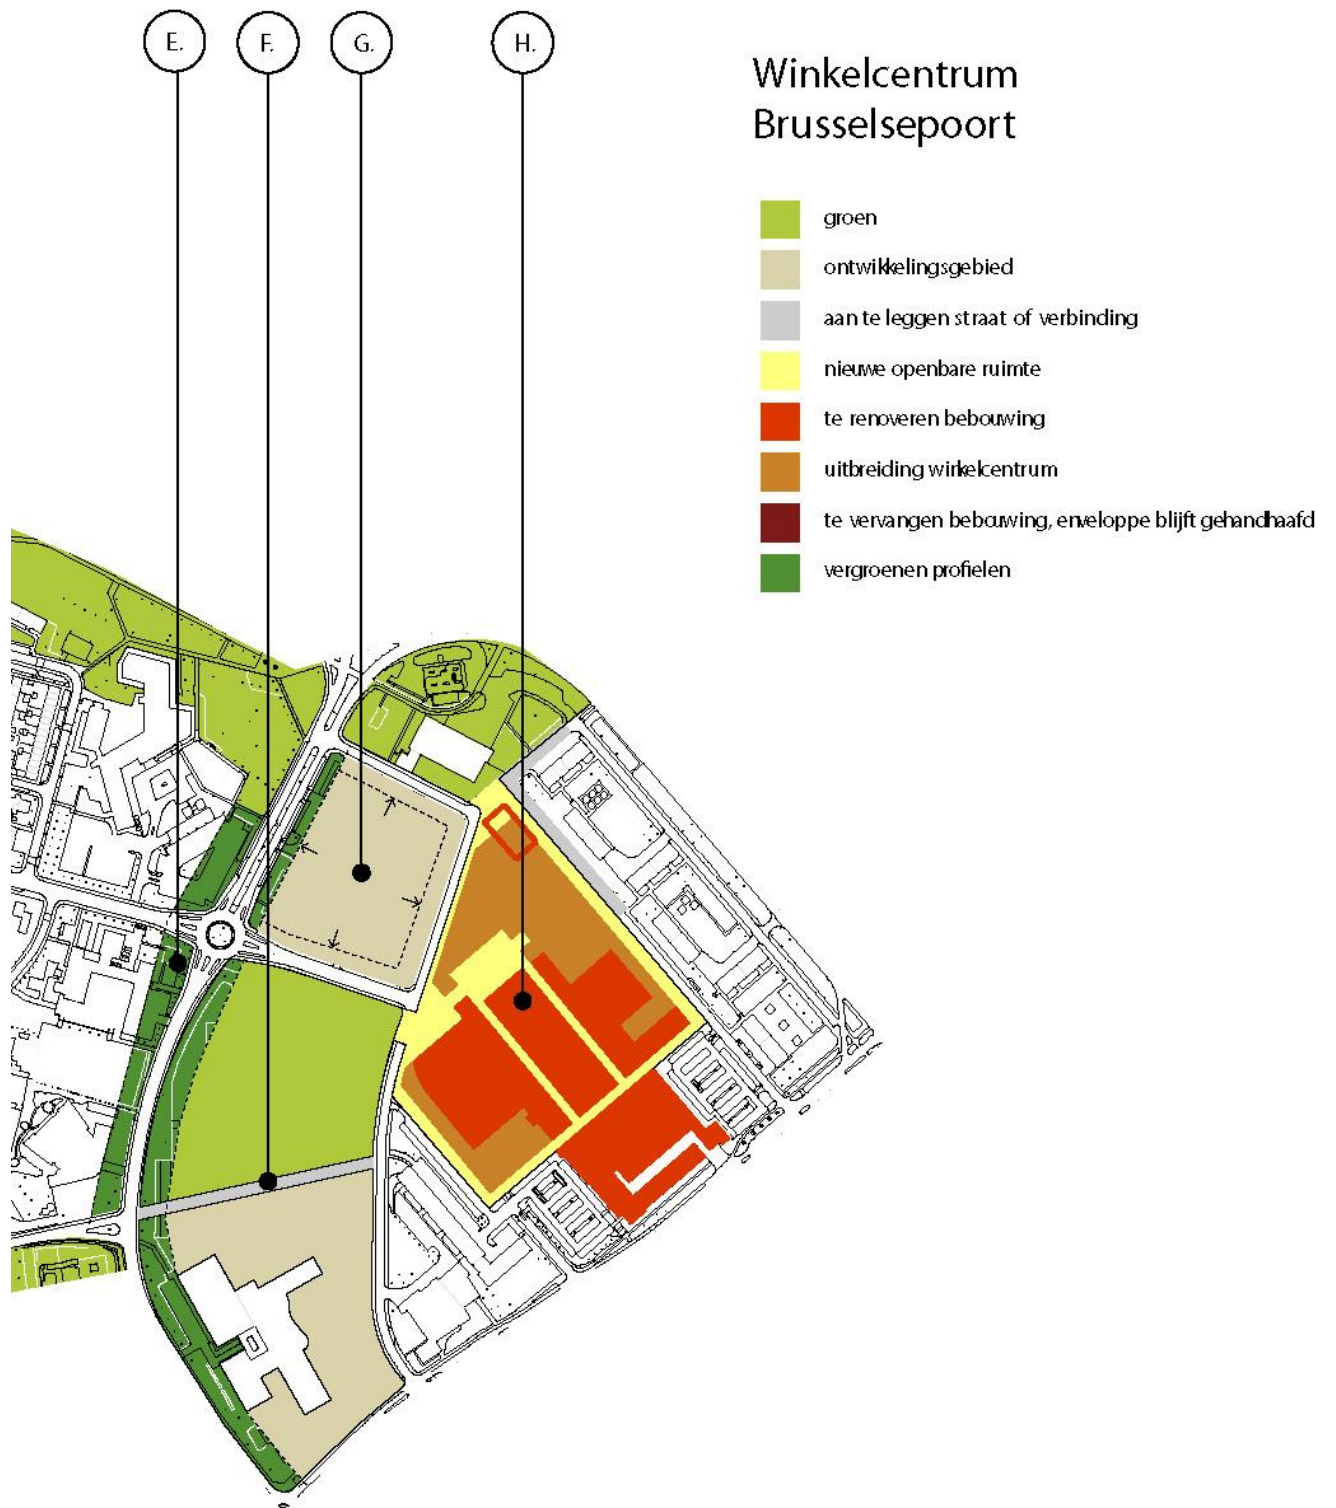 E. F. G. H.
Winkelcentrum
Brusselsepoort
groen
ontwikkelingsgebied
aan te leggen straat of verbinding
nieuwe openbare ruimte
te renoveren bebouwing
uitbreiding winkelcentrum
te vervangen bebouwing, enveloppe blijft gehandhaafd
vergroenen profielen